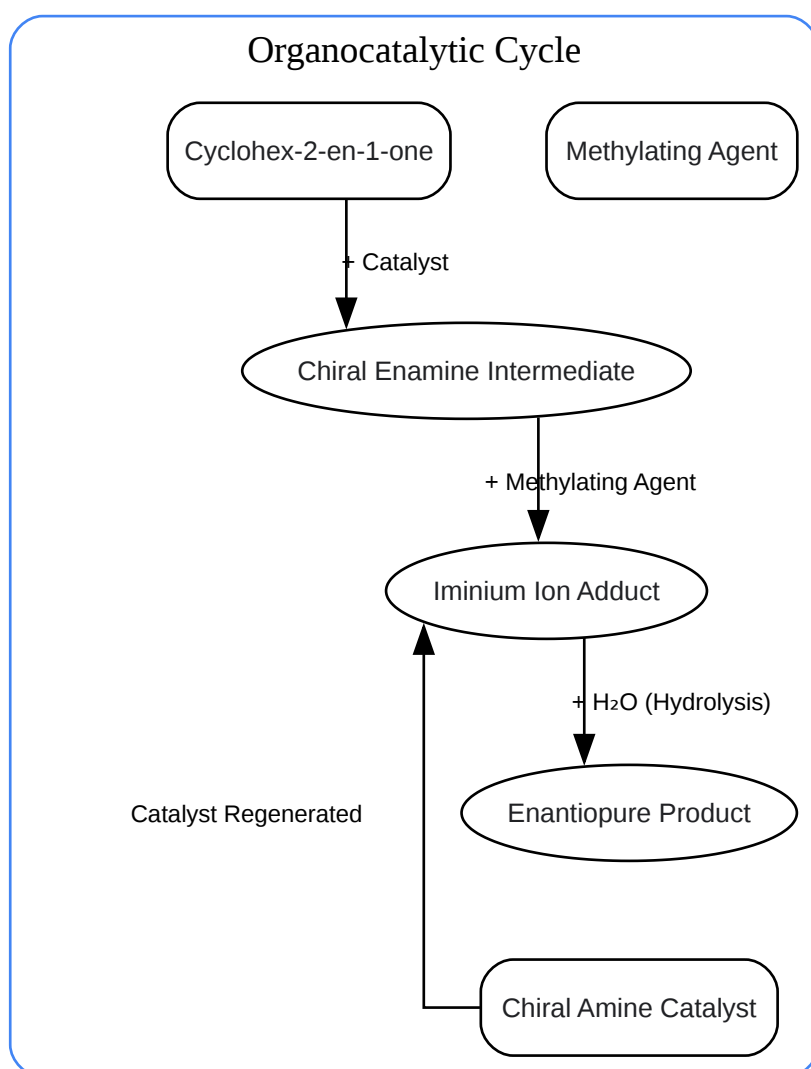 Organocatalytic Cycle
Cyclohex-2-en-1-one
Methylating Agent
+ Catalyst
Chiral Enamine Intermediate
+ Methylating Agent
Iminium Ion Adduct
+ H₂O (Hydrolysis)
Catalyst Regenerated
Enantiopure Product
Chiral Amine Catalyst